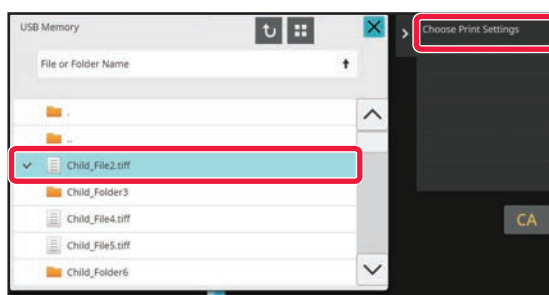 USB Memory
Choose Print Settings
File or Folder Name
.
..
Child_File2.tiff
Child_Folder3
Child_File4.tiff
Child_File5.tiff
Child_Folder6
CA